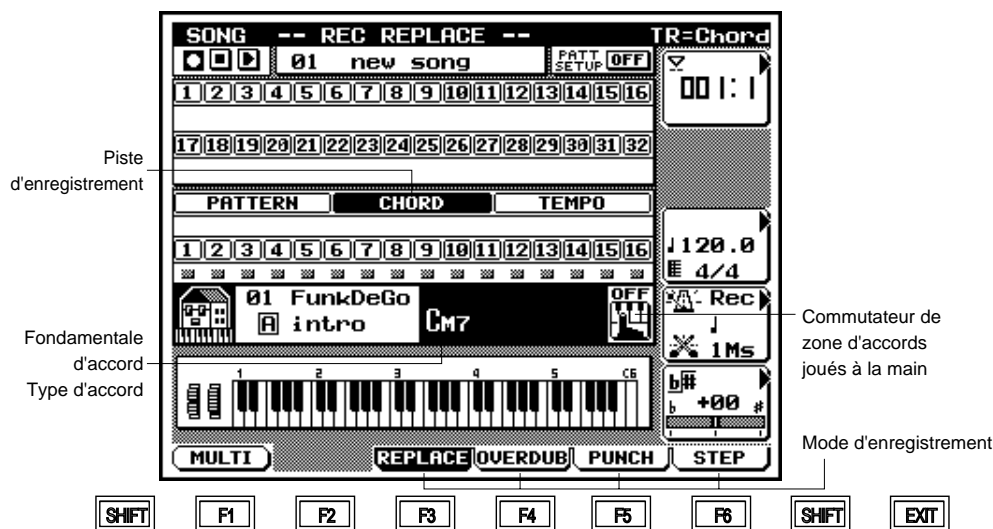 SONG -- REC REPLACE -- TR=Chord
01 new song PATT SETUP OFF
001:1
1 2 3 4 5 6 7 8 9 10 11 12 13 14 15 16
17 18 19 20 21 22 23 24 25 26 27 28 29 30 31 32
Piste
d'enregistrement
PATTERN CHORD TEMPO
1 2 3 4 5 6 7 8 9 10 11 12 13 14 15 16
♩120.0
4/4
01 FunkDeGo
A intro
CM7
OFF
Rec
♩
1Ms
Fondamentale
d'accord
Type d'accord
Commutateur de
zone d'accords
joués à la main
1 2 3 4 5 C6
b#
b +00 #
Mode d'enregistrement
MULTI REPLACE OVERDUB PUNCH STEP
SHIFT F1 F2 F3 F4 F5 F6 SHIFT EXIT